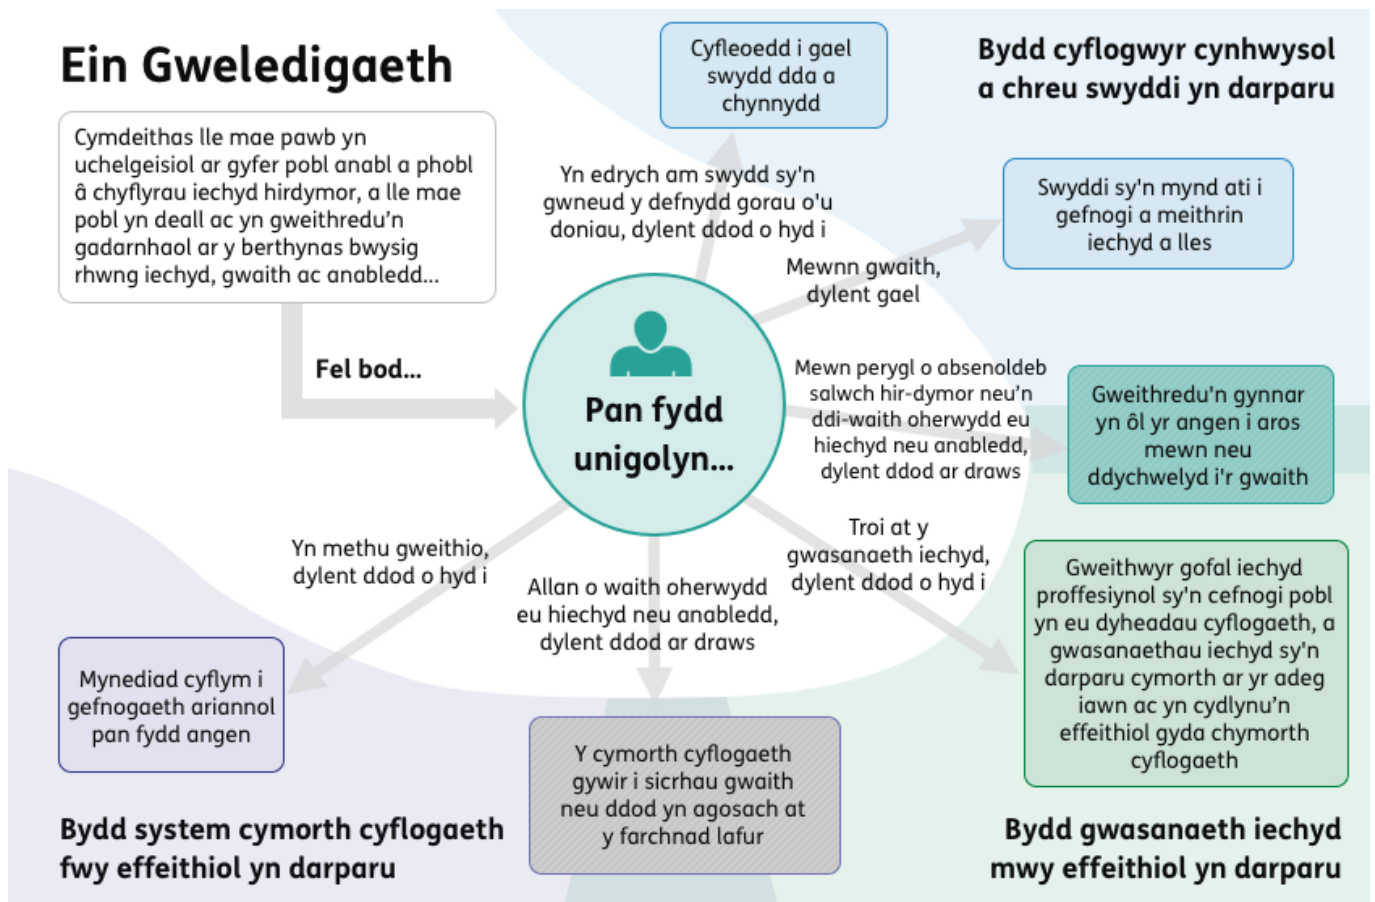 Ein Gweledigaeth
Cymdeithas lle mae pawb yn
uchelgeisiol ar gyfer pobl anabl a phobl
â chyflyrau iechyd hirdymor, a lle mae
pobl yn deall ac yn gweithredu’n
gadarnhaol ar y berthynas bwysig
rhwng iechyd, gwaith ac anabledd...
Fel bod...
Pan fydd
unigolyn...
Yn edrych am swydd sy'n
gwneud y defnydd gorau o'u
doniau, dylent ddod o hyd i
Cyfleoedd i gael
swydd dda a
chynnydd
Bydd cyflogwyr cynhwysol
a chreu swyddi yn darparu
Mewnn gwaith,
dylent gael
Swyddi sy'n mynd ati i
gefnogi a meithrin
iechyd a lles
Mewn perygl o absenoldeb
salwch hir-dymor neu’n
ddi-waith oherwydd eu
hiechyd neu anabledd,
dylent ddod ar draws
Gweithredu'n gynnar
yn ôl yr angen i aros
mewn neu
ddychwelyd i'r gwaith
Troi at y
gwasanaeth iechyd,
dylent ddod o hyd i
Gweithwyr gofal iechyd
proffesiynol sy'n cefnogi pobl
yn eu dyheadau cyflogaeth, a
gwasanaethau iechyd sy'n
darparu cymorth ar yr adeg
iawn ac yn cydlynu’n
effeithiol gyda chymorth
cyflogaeth
Bydd gwasanaeth iechyd
mwy effeithiol yn darparu
Allan o waith oherwydd
eu hiechyd neu anabledd,
dylent ddod ar draws
Y cymorth cyflogaeth
gywir i sicrhau gwaith
neu ddod yn agosach at
y farchnad lafur
Yn methu gweithio,
dylent ddod o hyd i
Mynediad cyflym i
gefnogaeth ariannol
pan fydd angen
Bydd system cymorth cyflogaeth
fwy effeithiol yn darparu